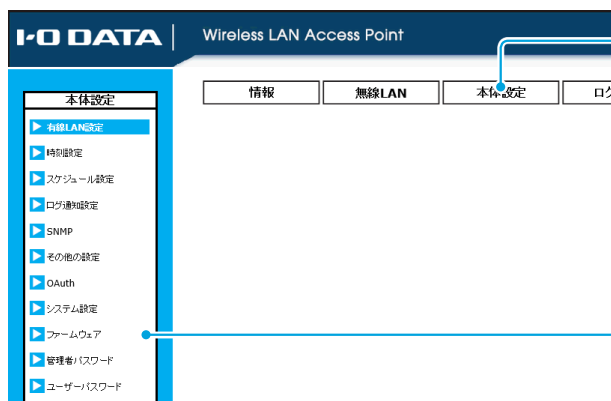 I-O DATA
Wireless LAN Access Point
情報
無線LAN
本体設定
ログ
本体設定
有線LAN設定
時刻設定
スケジュール設定
ログ通知設定
SNMP
その他の設定
OAuth
システム設定
ファームウェア
管理者パスワード
ユーザーパスワード